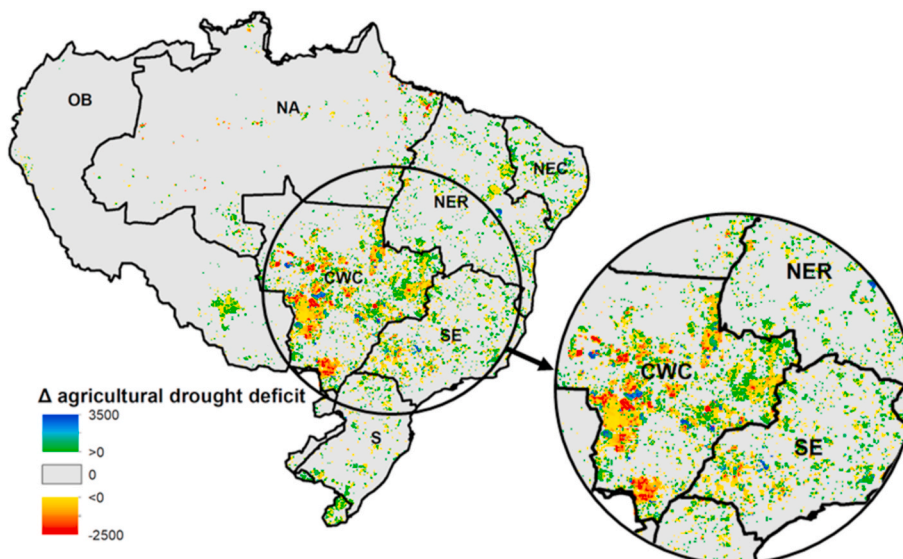 OB
NA
NEC
NER
CWC
SE
S
Δ agricultural drought deficit
3500
>0
0
<0
-2500
NER
CWC
SE